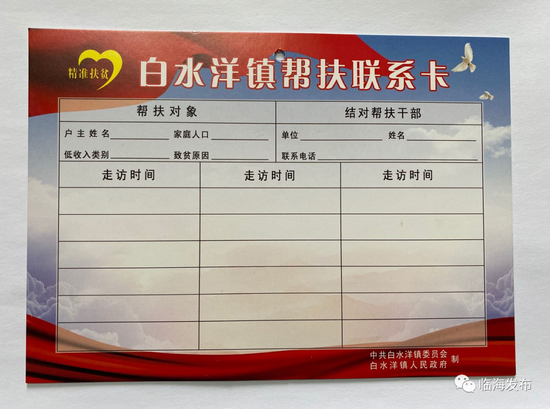 精准扶贫
白水洋镇帮扶联系卡
帮扶对象 结对帮扶干部
户主姓名 家庭人口 单位 姓名
低收入类别 致贫原因 联系电话
走访时间 走访时间 走访时间
中共白水洋镇委员会
白水洋镇人民政府 制
临海发布